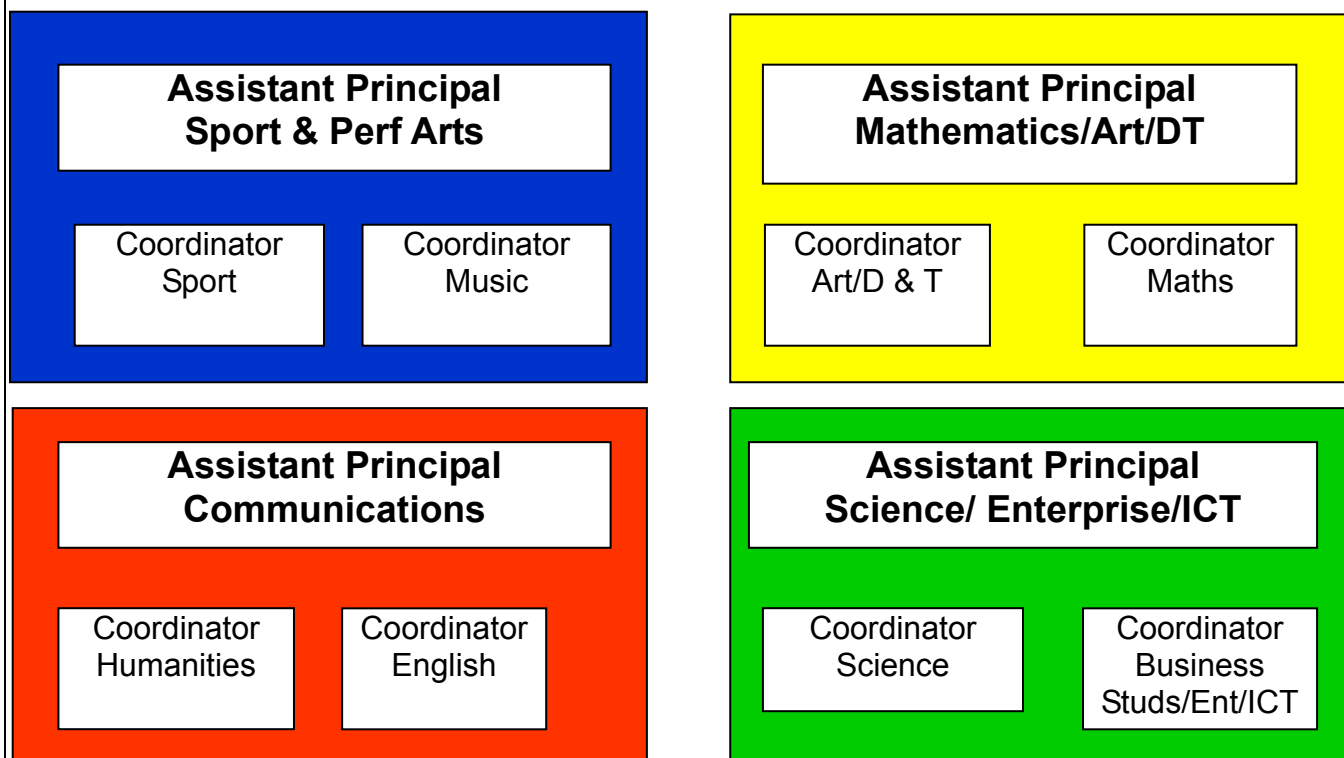 Assistant Principal
Sport & Perf Arts
Coordinator
Sport
Coordinator
Music
Assistant Principal
Mathematics/Art/DT
Coordinator
Art/D & T
Coordinator
Maths
Assistant Principal
Communications
Coordinator
Humanities
Coordinator
English
Assistant Principal
Science/ Enterprise/ICT
Coordinator
Science
Coordinator
Business
Studs/Ent/ICT